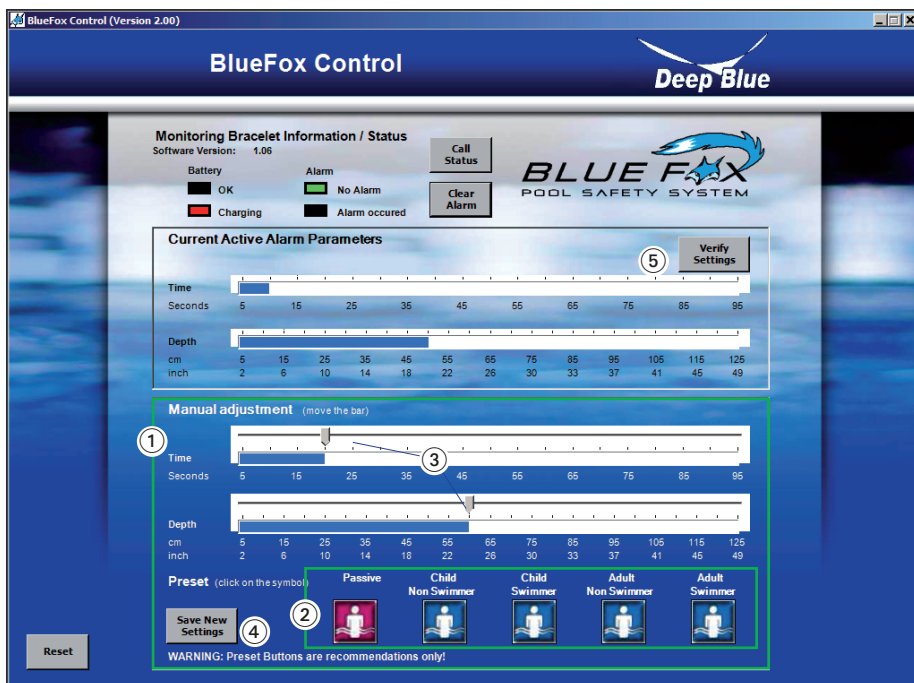 BlueFox Control (Version 2.00)
BlueFox Control
Deep Blue
Monitoring Bracelet Information / Status
Software Version: 1.06
Battery Alarm
OK No Alarm
Charging Alarm occured
Call
Status
Clear
Alarm
BLUE FOX
POOL SAFETY SYSTEM
Current Active Alarm Parameters
5
Verify
Settings
Time
Seconds 5 15 25 35 45 55 65 75 85 95
Depth
cm 5 15 25 35 45 55 65 75 85 95 105 115 125
inch 2 6 10 14 18 22 26 30 33 37 41 45 49
1
Manual adjustment (move the bar)
3
Time
Seconds 5 15 25 35 45 55 65 75 85 95
Depth
cm 5 15 25 35 45 55 65 75 85 95 105 115 125
inch 2 6 10 14 18 22 26 30 33 37 41 45 49
Preset (click on the symbol)
2
Passive
Child
Non Swimmer
Child
Swimmer
Adult
Non Swimmer
Adult
Swimmer
Save New
Settings
4
WARNING: Preset Buttons are recommendations only!
Reset